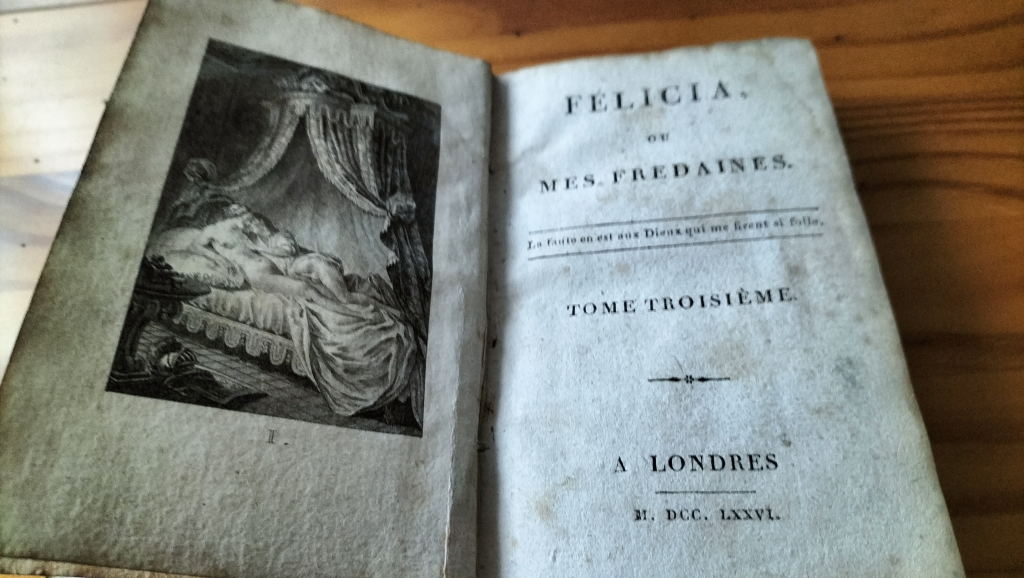 I.
FÉLICIA,
OU
MES FREDAINES.
La faute en est aux Dieux qui me firent si folle.
TOME TROISIÈME.
A LONDRES
M. DCC. LXXVI.